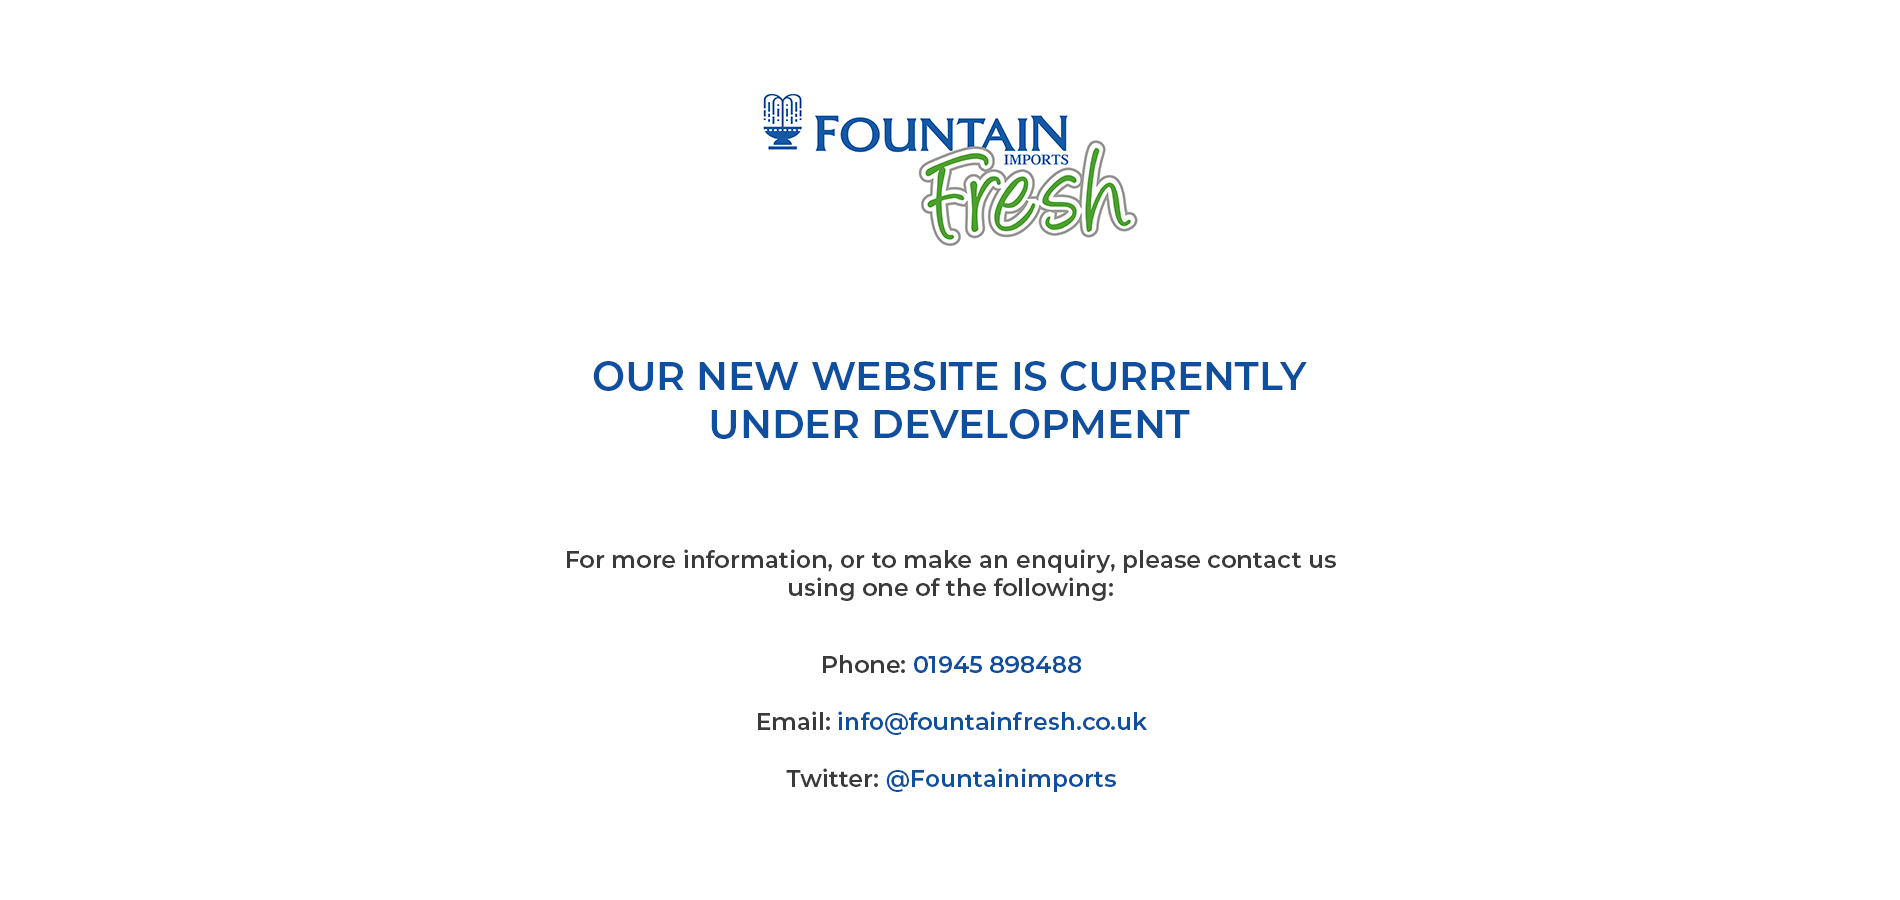 FOUNTAIN
IMPORTS
Fresh
OUR NEW WEBSITE IS CURRENTLY
UNDER DEVELOPMENT
For more information, or to make an enquiry, please contact us
using one of the following:
Phone: 01945 898488
Email: info@fountainfresh.co.uk
Twitter: @Fountainimports